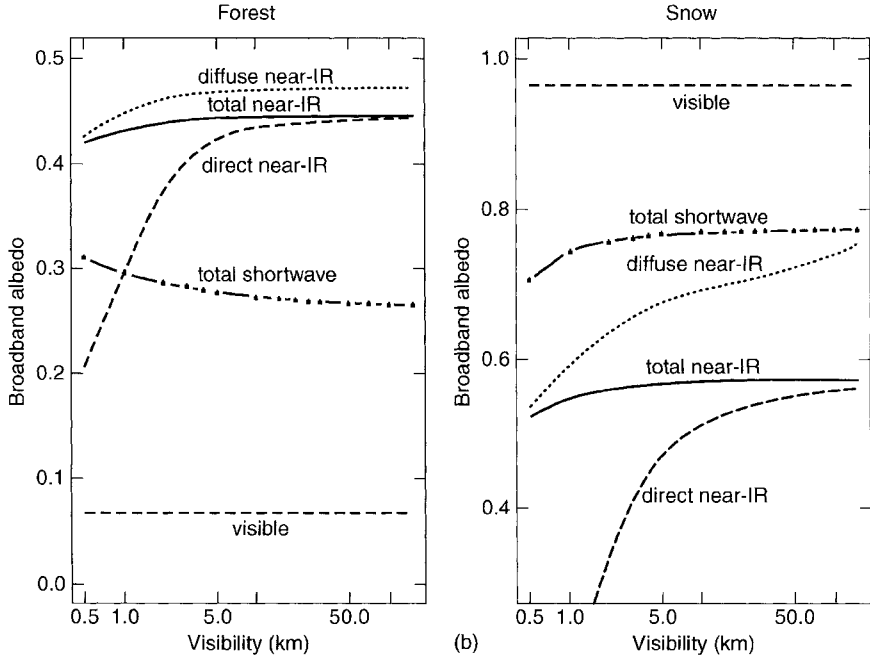 Forest
Broadband albedo
0.5
0.4
0.3
0.2
0.1
0.0
diffuse near-IR
total near-IR
direct near-IR
total shortwave
visible
0.5 1.0 5.0 50.0
Visibility (km)
(b)
Snow
Broadband albedo
1.0
0.8
0.6
0.4
visible
total shortwave
diffuse near-IR
total near-IR
direct near-IR
0.5 1.0 5.0 50.0
Visibility (km)